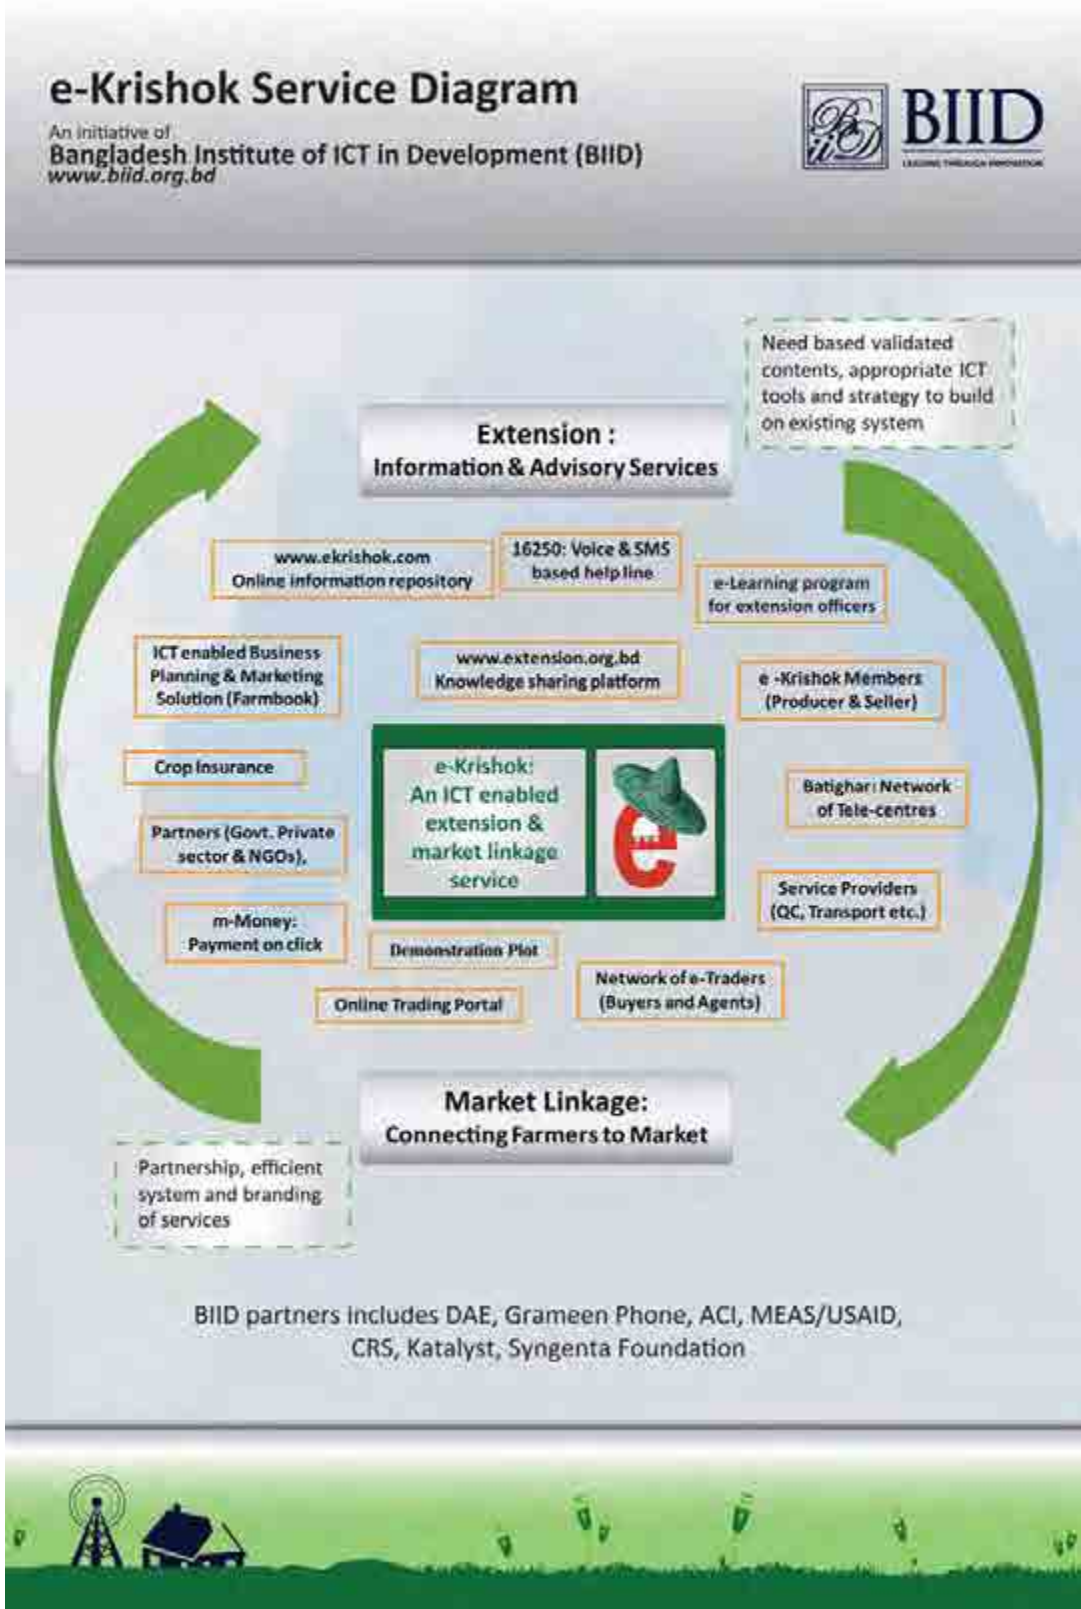 e-Krishok Service Diagram
An initiative of
Bangladesh Institute of ICT in Development (BIID)
www.biid.org.bd
BIID
LEADING THROUGH INNOVATION
Need based validated
contents, appropriate ICT
tools and strategy to build
on existing system
Extension :
Information & Advisory Services
www.ekrishok.com
Online information repository
16250: Voice & SMS
based help line
e-Learning program
for extension officers
ICT enabled Business
Planning & Marketing
Solution (Farmbook)
www.extension.org.bd
Knowledge sharing platform
e -Krishok Members
(Producer & Seller)
Crop Insurance
e-Krishok:
An ICT enabled
extension &
market linkage
service
e
Batighar: Network
of Tele-centres
Partners (Govt. Private
sector & NGOs),
Service Providers
(QC, Transport etc.)
m-Money:
Payment on click
Demonstration Plot
Network of e-Traders
(Buyers and Agents)
Online Trading Portal
Market Linkage:
Connecting Farmers to Market
Partnership, efficient
system and branding
of services
BIID partners includes DAE, Grameen Phone, ACI, MEAS/USAID,
CRS, Katalyst, Syngenta Foundation